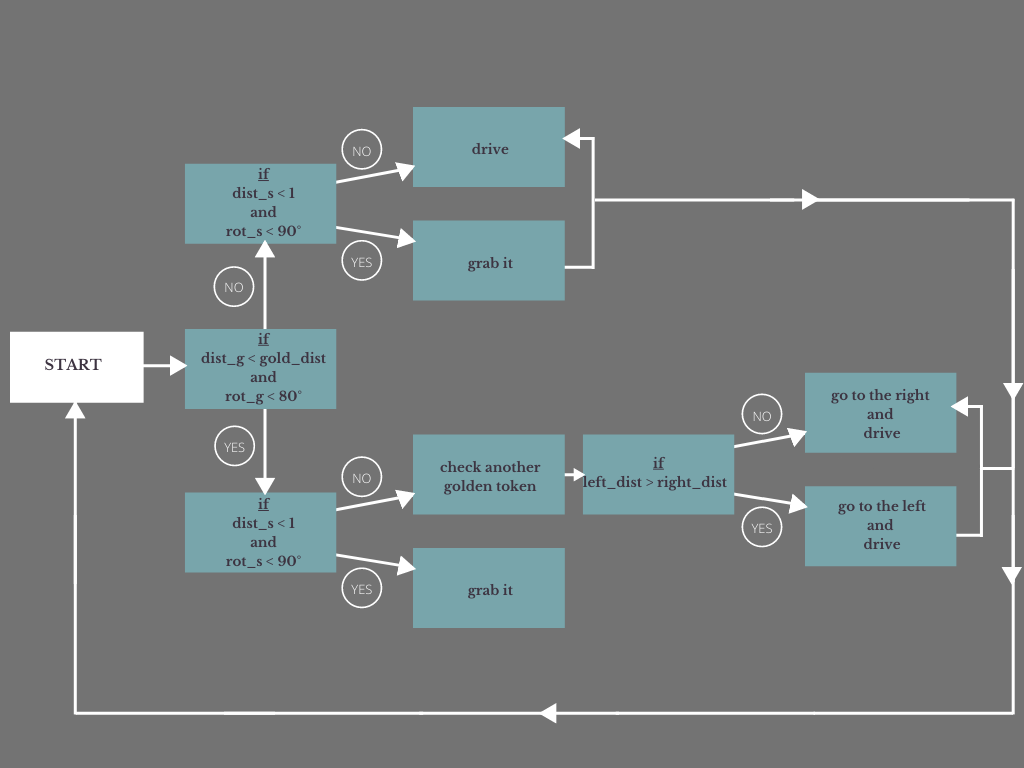 NO
drive
if
dist_s < 1
and
rot_s < 90°
YES
grab it
NO
START
if
dist_g < gold_dist
and
rot_g < 80°
YES
if
dist_s < 1
and
rot_s < 90°
NO
check another
golden token
if
left_dist > right_dist
NO
go to the right
and
drive
YES
go to the left
and
drive
YES
grab it